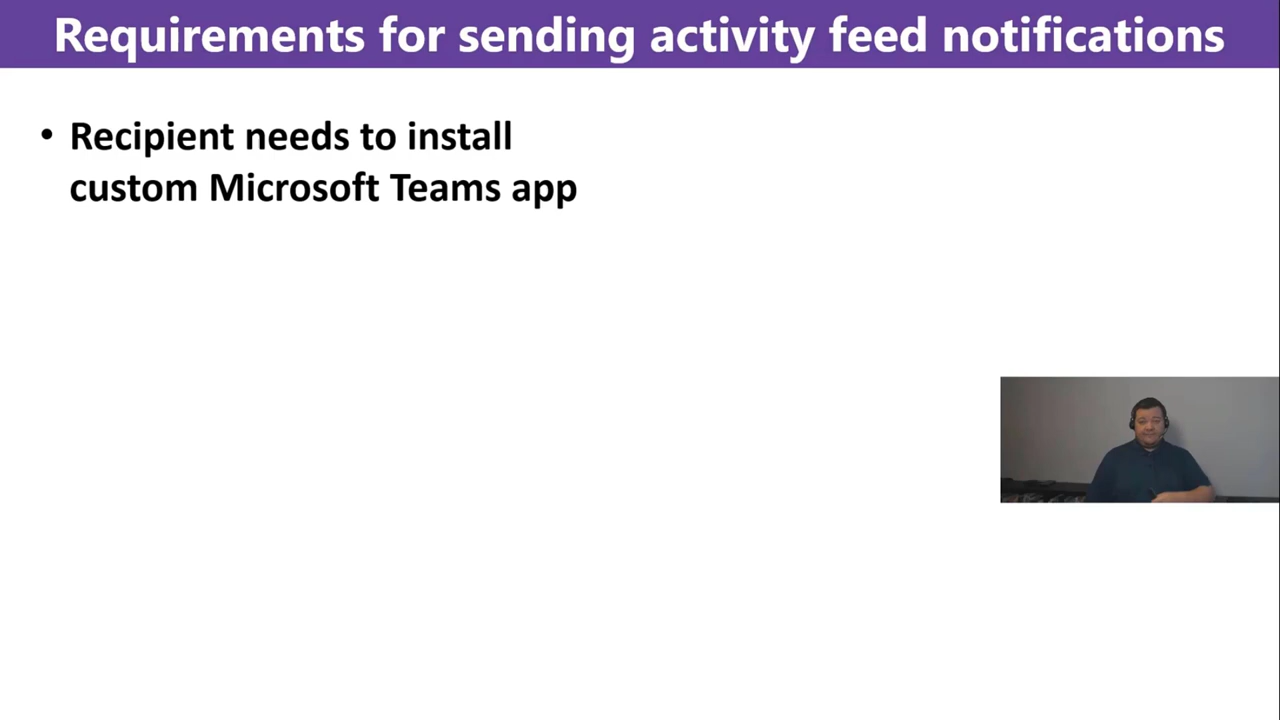 Requirements for sending activity feed notifications
• Recipient needs to install
custom Microsoft Teams app